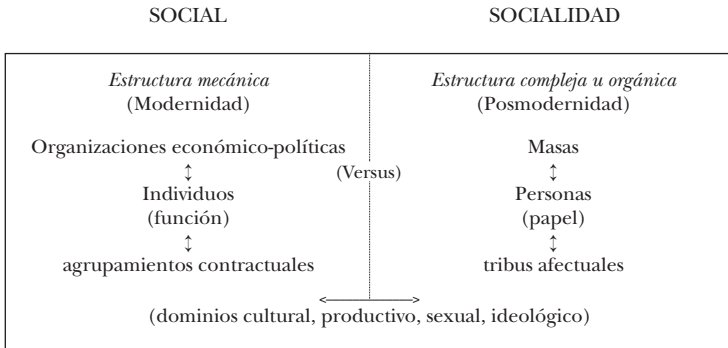 SOCIAL SOCIALIDAD
Estructura mecánica
(Modernidad)
Organizaciones económico-políticas
↕
Individuos
(función)
↕
agrupamientos contractuales
(Versus)
Estructura compleja u orgánica
(Posmodernidad)
Masas
↕
Personas
(papel)
↕
tribus afectuales
(dominios cultural, productivo, sexual, ideológico)